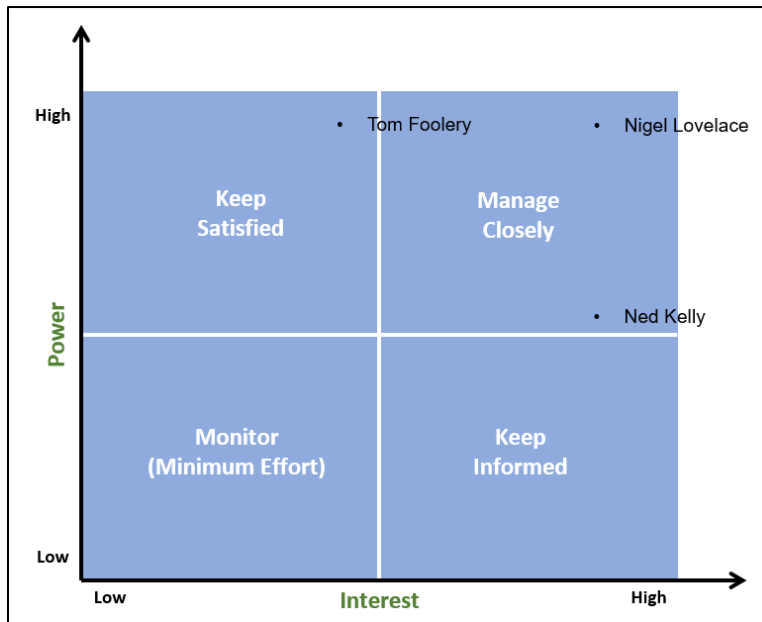 High
• Tom Foolery
• Nigel Lovelace
Keep
Satisfied
Manage
Closely
• Ned Kelly
Power
Monitor
(Minimum Effort)
Keep
Informed
Low
Low
Interest
High